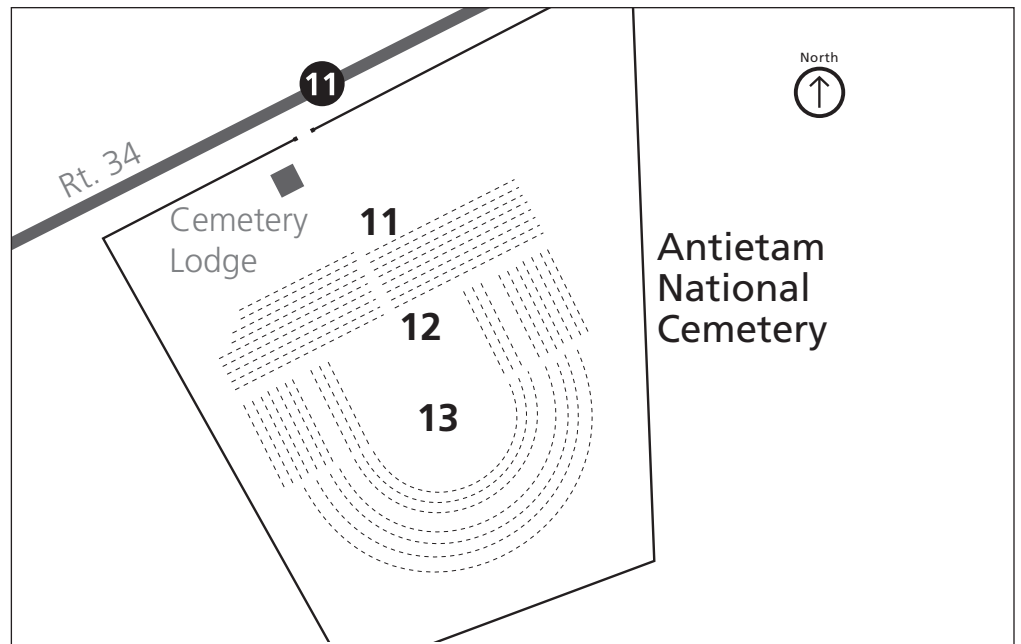 North
11
Rt. 34
Cemetery
Lodge
11
Antietam
National
Cemetery
12
13